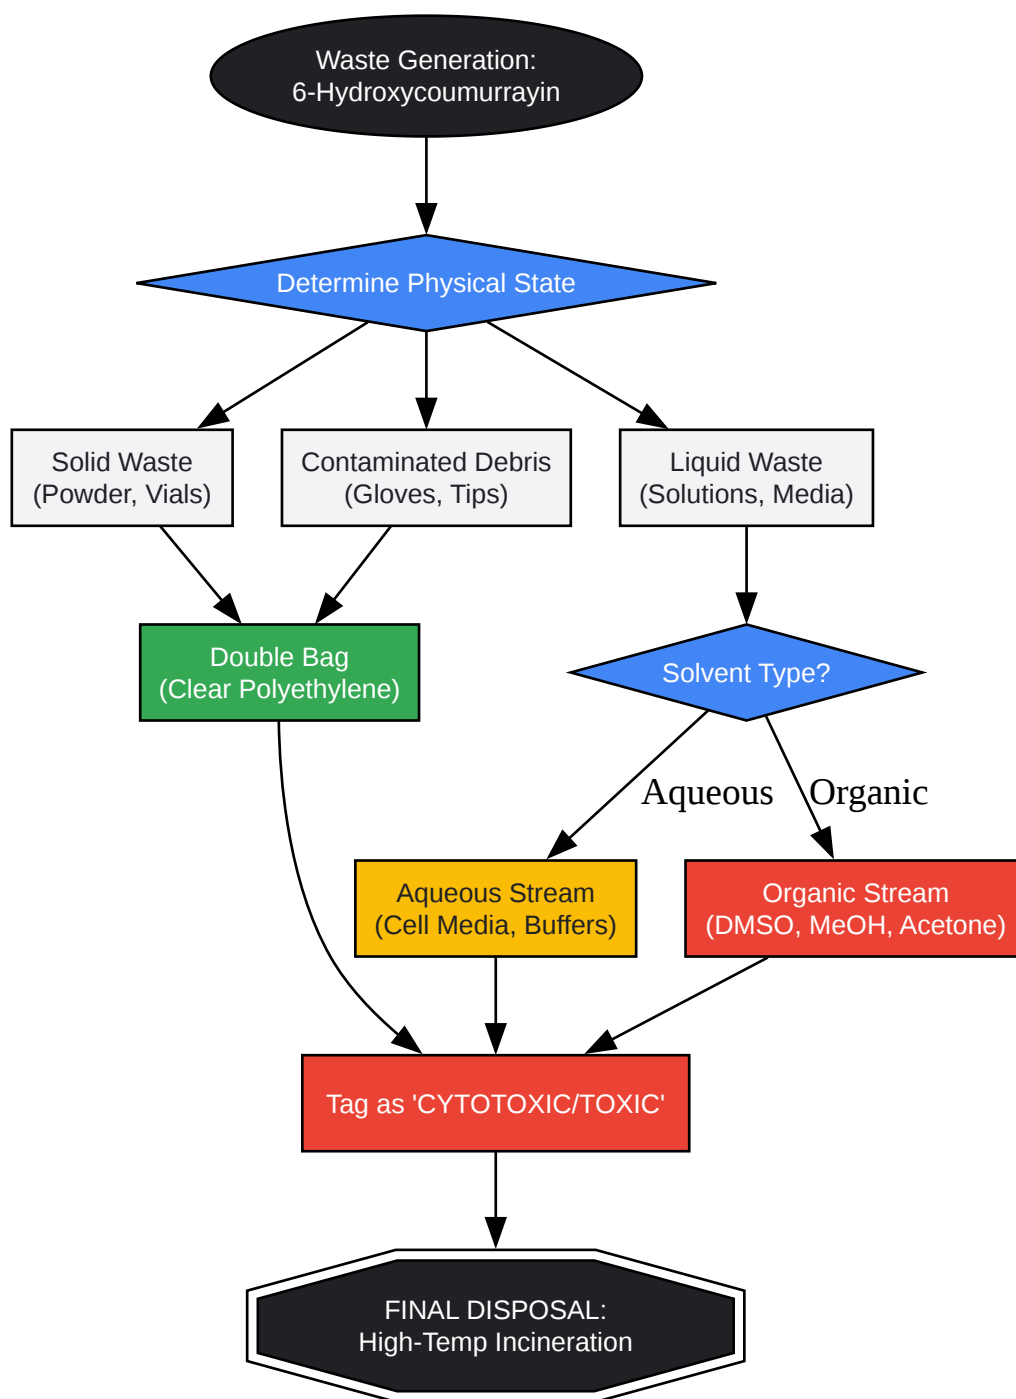 Waste Generation:
6-Hydroxycoumurrayin
Determine Physical State
Solid Waste
(Powder, Vials)
Contaminated Debris
(Gloves, Tips)
Liquid Waste
(Solutions, Media)
Double Bag
(Clear Polyethylene)
Solvent Type?
Aqueous
Organic
Aqueous Stream
(Cell Media, Buffers)
Organic Stream
(DMSO, MeOH, Acetone)
Tag as 'CYTOTOXIC/TOXIC'
FINAL DISPOSAL:
High-Temp Incineration